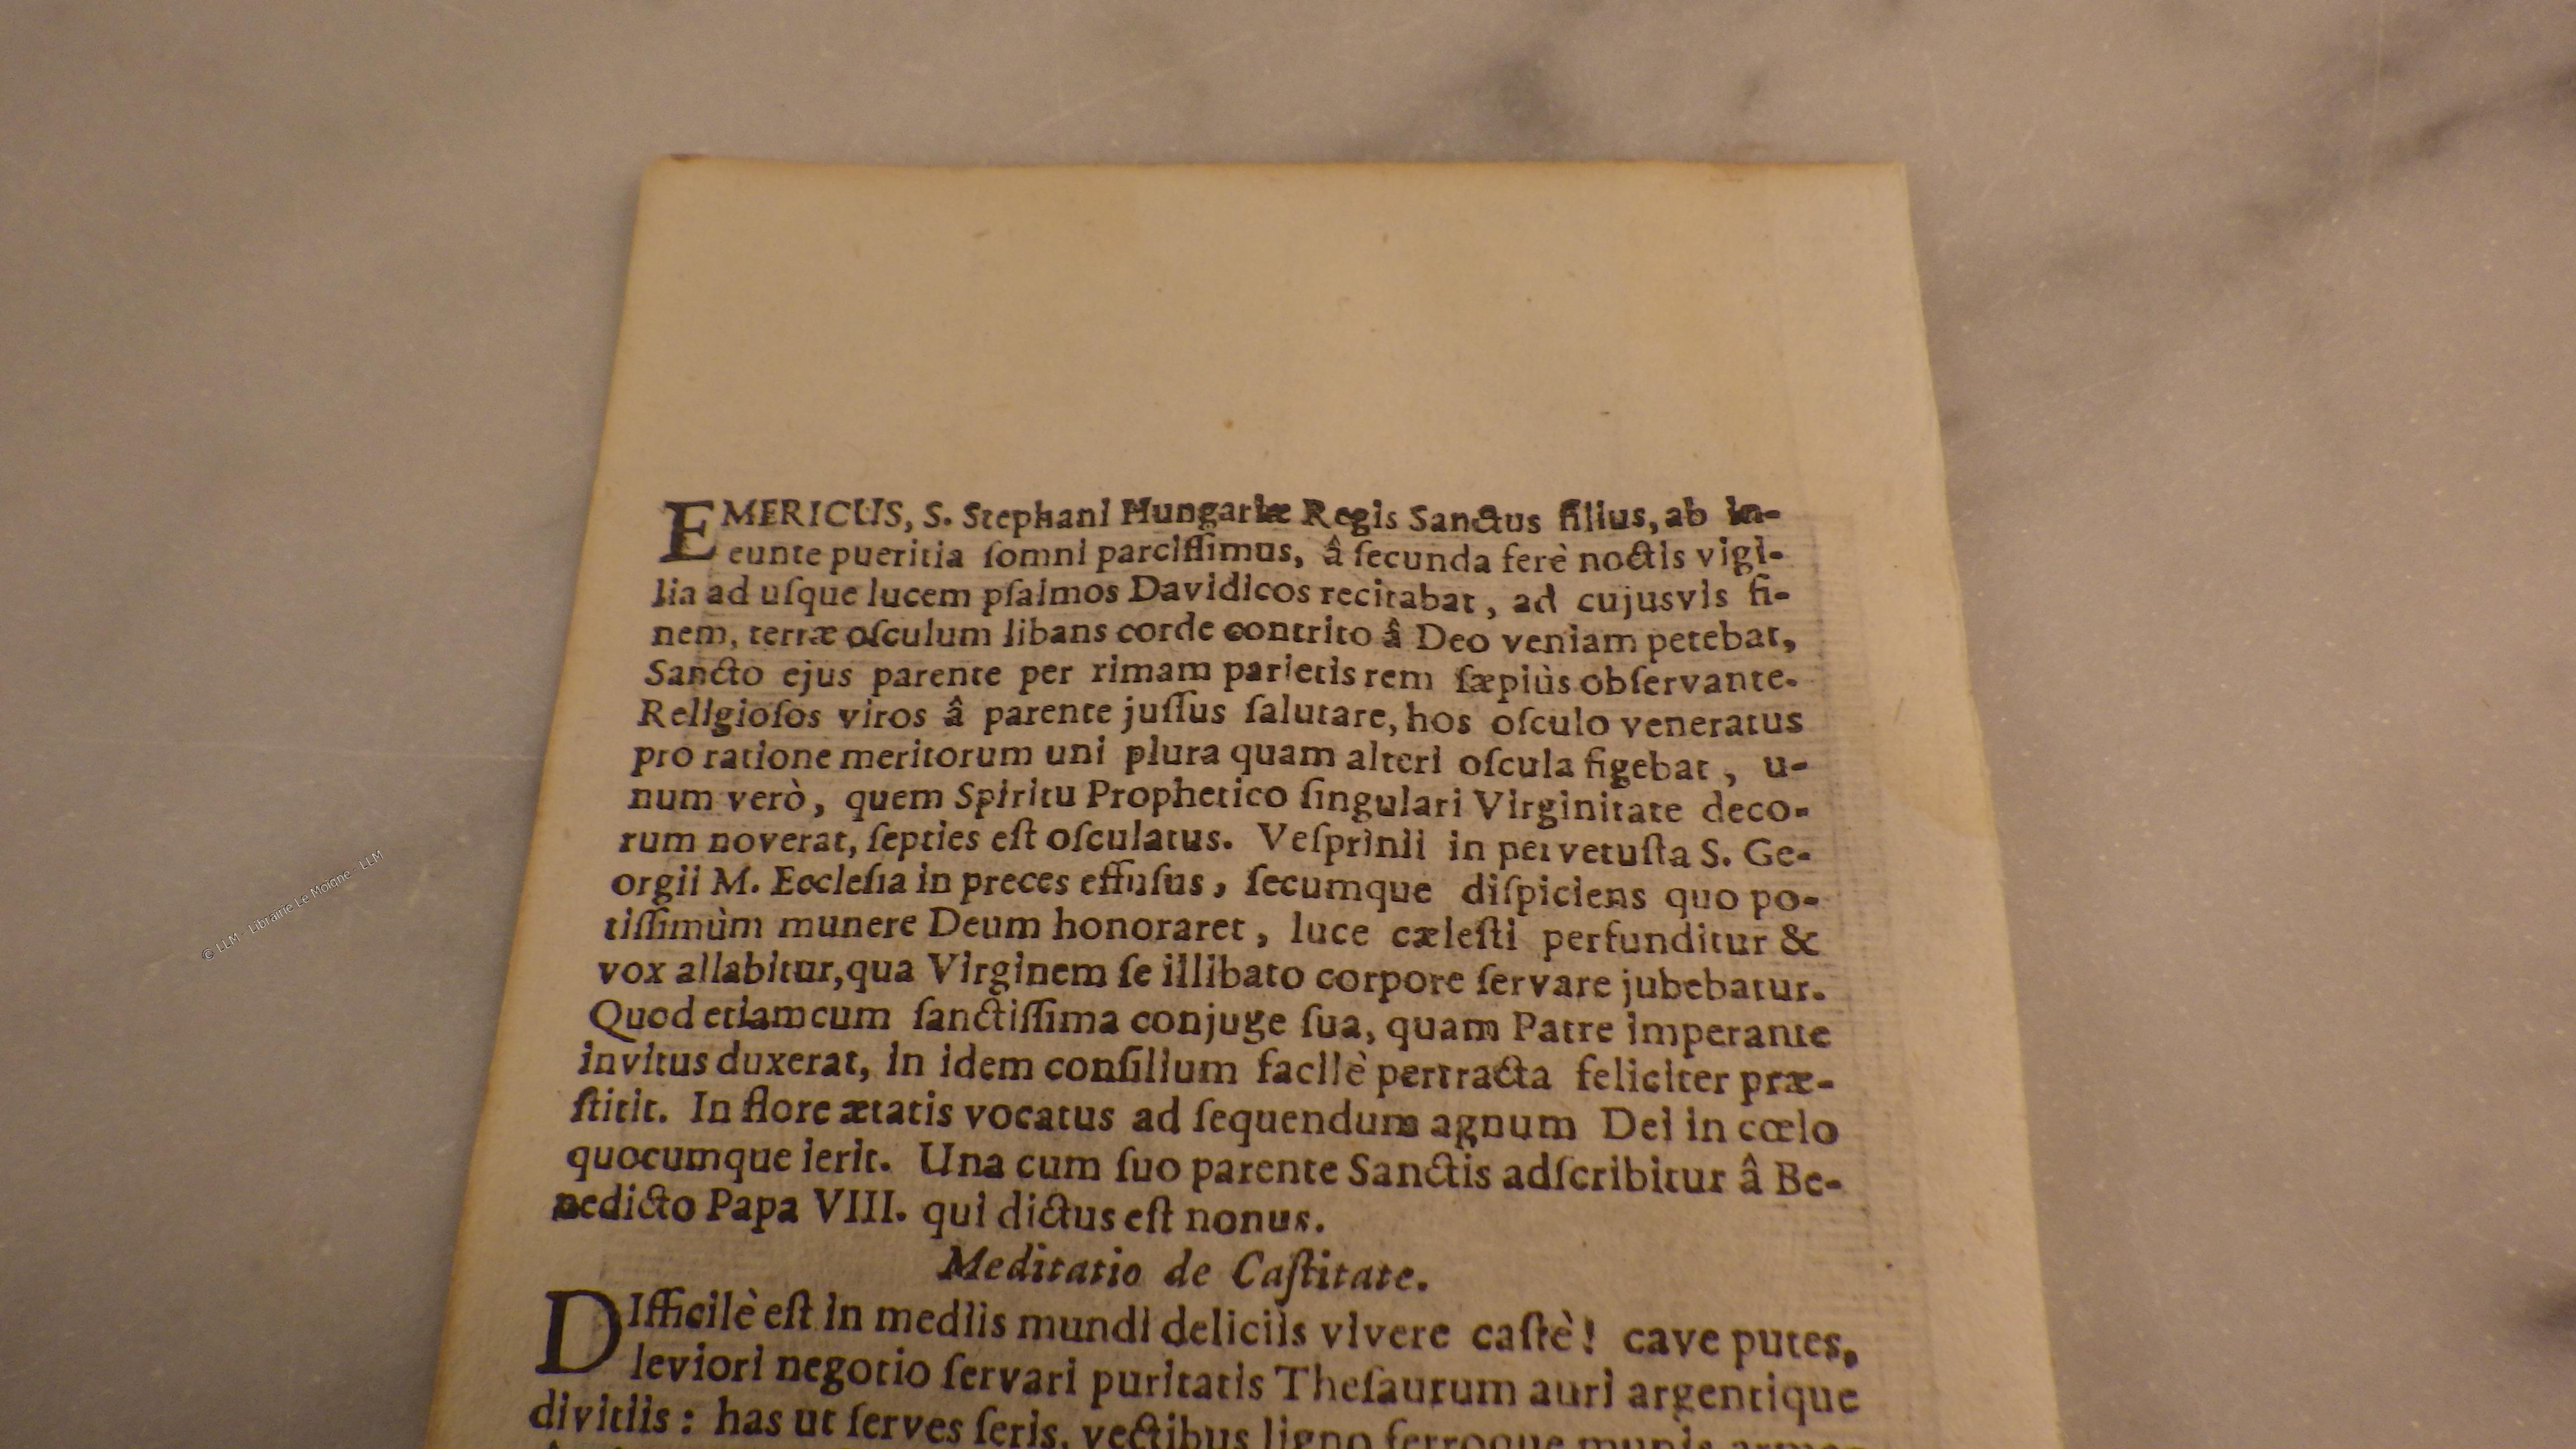 EMERICUS, S. Stephani Hungariæ Regis Sanctus filius, ab in-
eunte pueritia ſomni parciſſimus, â ſecunda ferè noctis vigi-
lia ad uſque lucem pſalmos Davidicos recitabat, ad cujusvis fi-
nem, terræ oſculum libans corde contrito â Deo veniam petebat,
Sancto ejus parente per rimam parietis rem ſæpiùs obſervante.
Religioſos viros â parente juſſus ſalutare, hos oſculo veneratus
pro ratione meritorum uni plura quam alteri oſcula figebat, u-
num verò, quem Spiritu Prophetico ſingulari Virginitate deco-
rum noverat, ſepties eſt oſculatus. Veſprinii in pervetuſta S. Ge-
orgii M. Eccleſia in preces effuſus, ſecumque diſpiciens quo po-
tiſſimùm munere Deum honoraret, luce cæleſti perfunditur &
vox allabitur, qua Virginem ſe illibato corpore ſervare jubebatur.
Quod etiam cum ſanctiſſima conjuge ſua, quam Patre imperante
invitus duxerat, in idem conſilium facilè pertracta feliciter præ-
ſtitit. In flore ætatis vocatus ad ſequendum agnum Dei in cœlo
quocumque ierit. Una cum ſuo parente Sanctis adſcribitur â Be-
nedicto Papa VIII. qui dictus eſt nonus.
Meditatio de Caſtitate.
DIfficilè eſt in mediis mundi deliciis vivere caſtè! cave putes,
leviori negotio ſervari puritatis Theſaurum auri argentique
divitiis: has ut ſerves ſeris, vectibus ligno ferroque munis
© LLM - Librairie Le Moigne - LLM